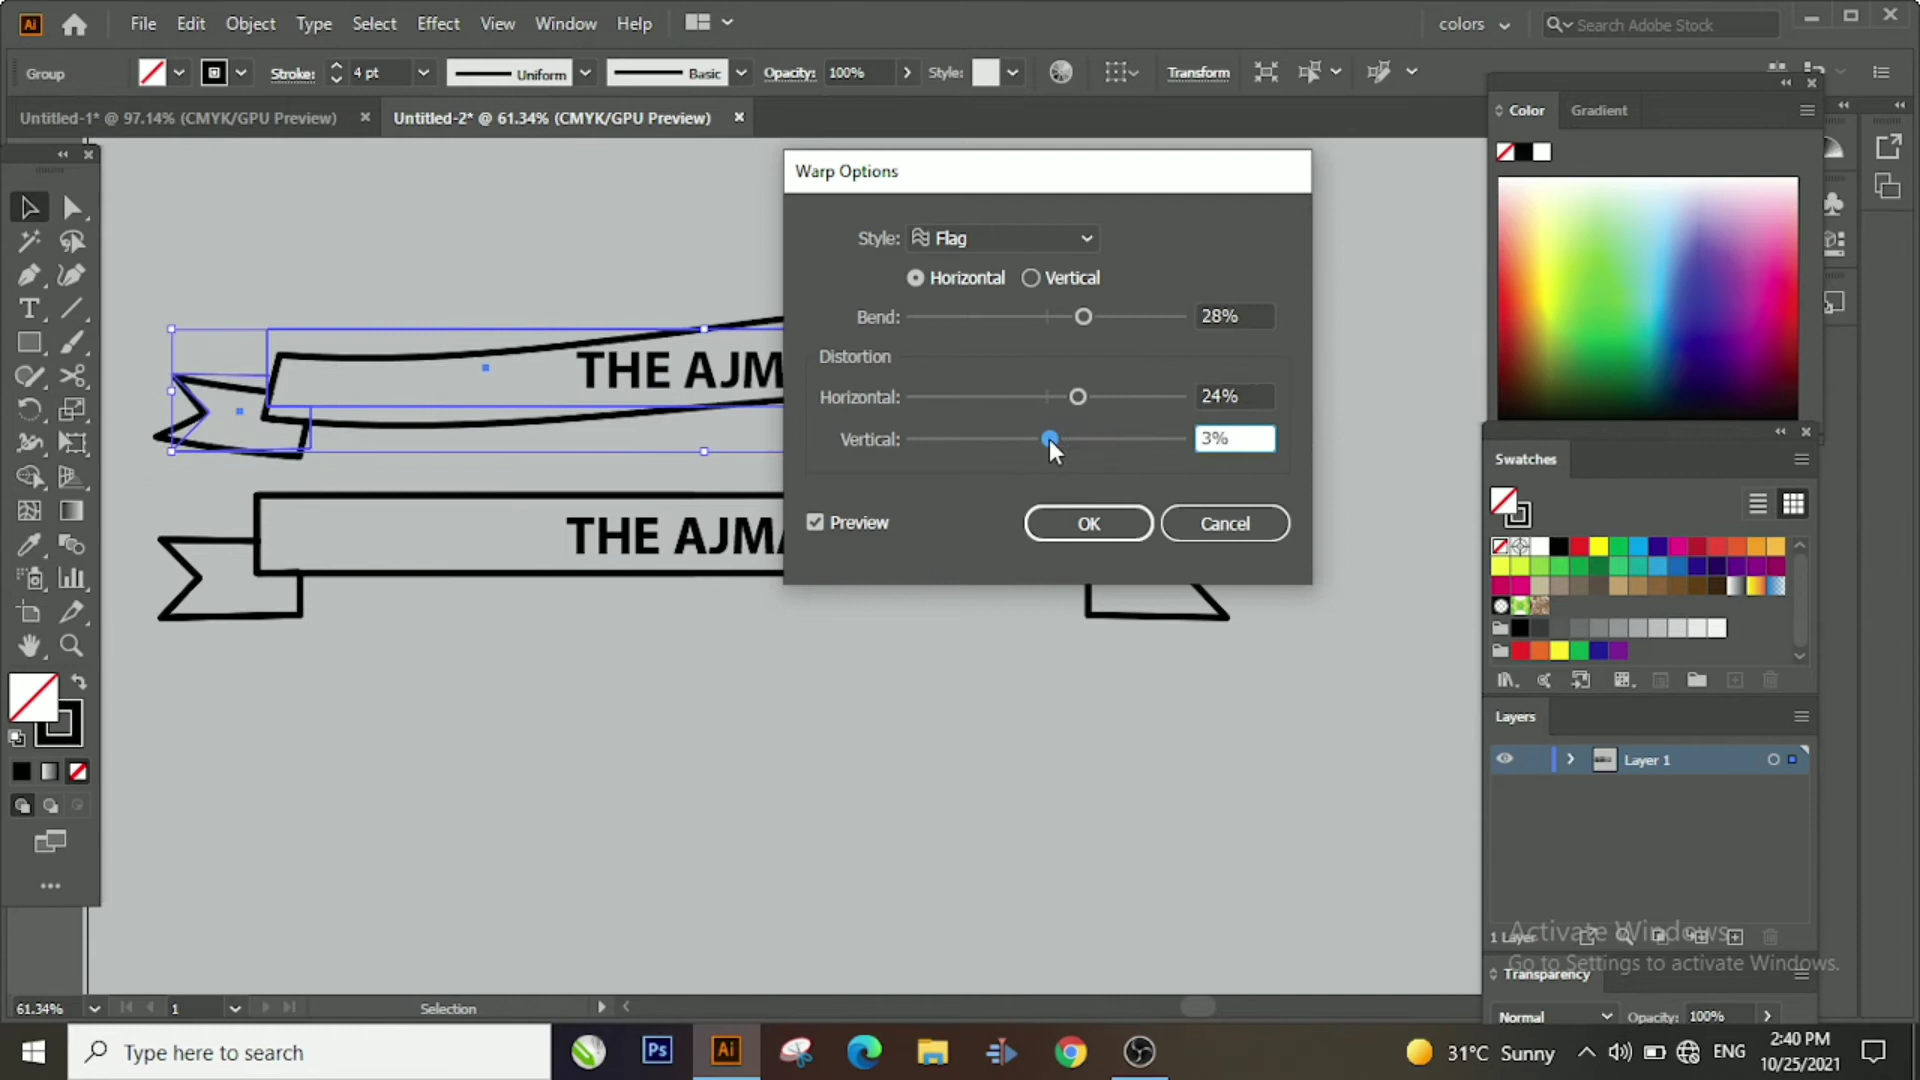 Ai File Edit Object Type Select Effect View Window Help colors Search Adobe Stock
Group Stroke: 4 pt Uniform Basic Opacity: 100% Style: Transform
Untitled-1* @ 97.14% (CMYK/GPU Preview) Untitled-2* @ 61.34% (CMYK/GPU Preview)
Color Gradient
Warp Options
Style: Flag
Horizontal Vertical
Bend: 28%
Distortion
Horizontal: 24%
Vertical: 3%
Preview OK Cancel
THE AJM
THE AJMA
Swatches
Layers
Layer 1
1 Layer
Activate Windows
Go to Settings to activate Windows.
Transparency
Normal Opacity: 100%
61.34% 1 Selection
Type here to search Ps Ai 31°C Sunny ENG 2:40 PM
10/25/2021